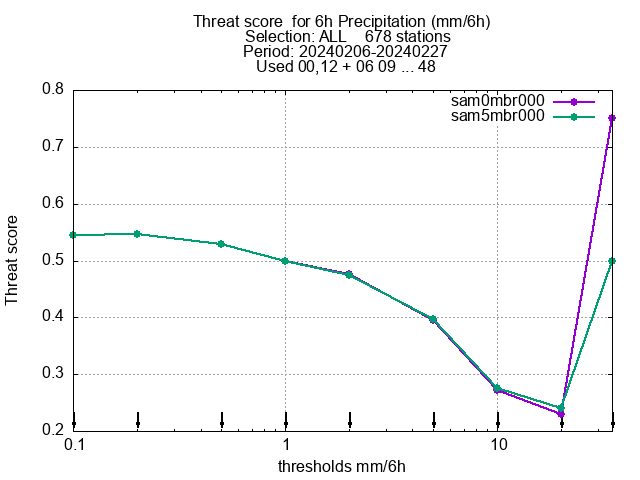 Threat score  for 6h Precipitation (mm/6h)
Selection: ALL    678 stations
Period: 20240206-20240227
Used 00,12 + 06 09 ... 48
sam0mbr000
sam5mbr000
Threat score
0.8
0.7
0.6
0.5
0.4
0.3
0.2
0.1 1 10
thresholds mm/6h